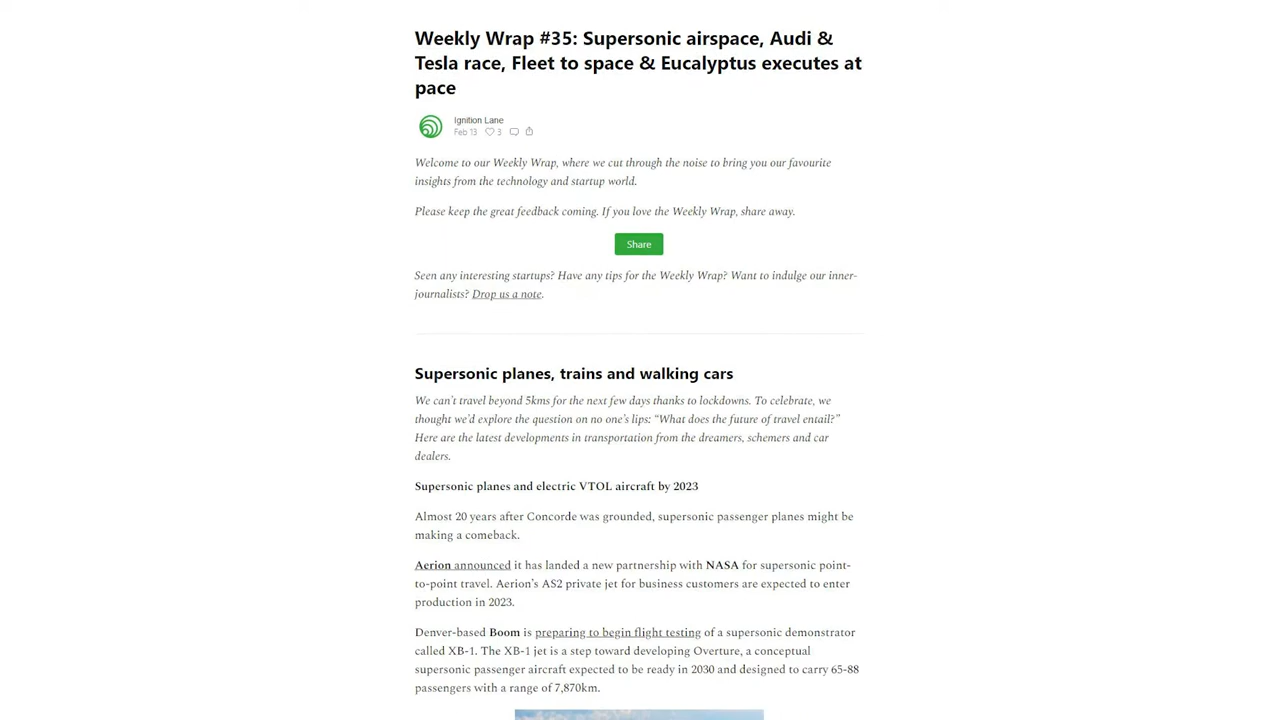 Weekly Wrap #35: Supersonic airspace, Audi &
Tesla race, Fleet to space & Eucalyptus executes at
pace
Ignition Lane
Feb 13 3
Welcome to our Weekly Wrap, where we cut through the noise to bring you our favourite
insights from the technology and startup world.
Please keep the great feedback coming. If you love the Weekly Wrap, share away.
Share
Seen any interesting startups? Have any tips for the Weekly Wrap? Want to indulge our inner-
journalists? Drop us a note.
Supersonic planes, trains and walking cars
We can't travel beyond 5kms for the next few days thanks to lockdowns. To celebrate, we
thought we'd explore the question on no one's lips: “What does the future of travel entail?”
Here are the latest developments in transportation from the dreamers, schemers and car
dealers.
Supersonic planes and electric VTOL aircraft by 2023
Almost 20 years after Concorde was grounded, supersonic passenger planes might be
making a comeback.
Aerion announced it has landed a new partnership with NASA for supersonic point-
to-point travel. Aerion's AS2 private jet for business customers are expected to enter
production in 2023.
Denver-based Boom is preparing to begin flight testing of a supersonic demonstrator
called XB-1. The XB-1 jet is a step toward developing Overture, a conceptual
supersonic passenger aircraft expected to be ready in 2030 and designed to carry 65-88
passengers with a range of 7,870km.